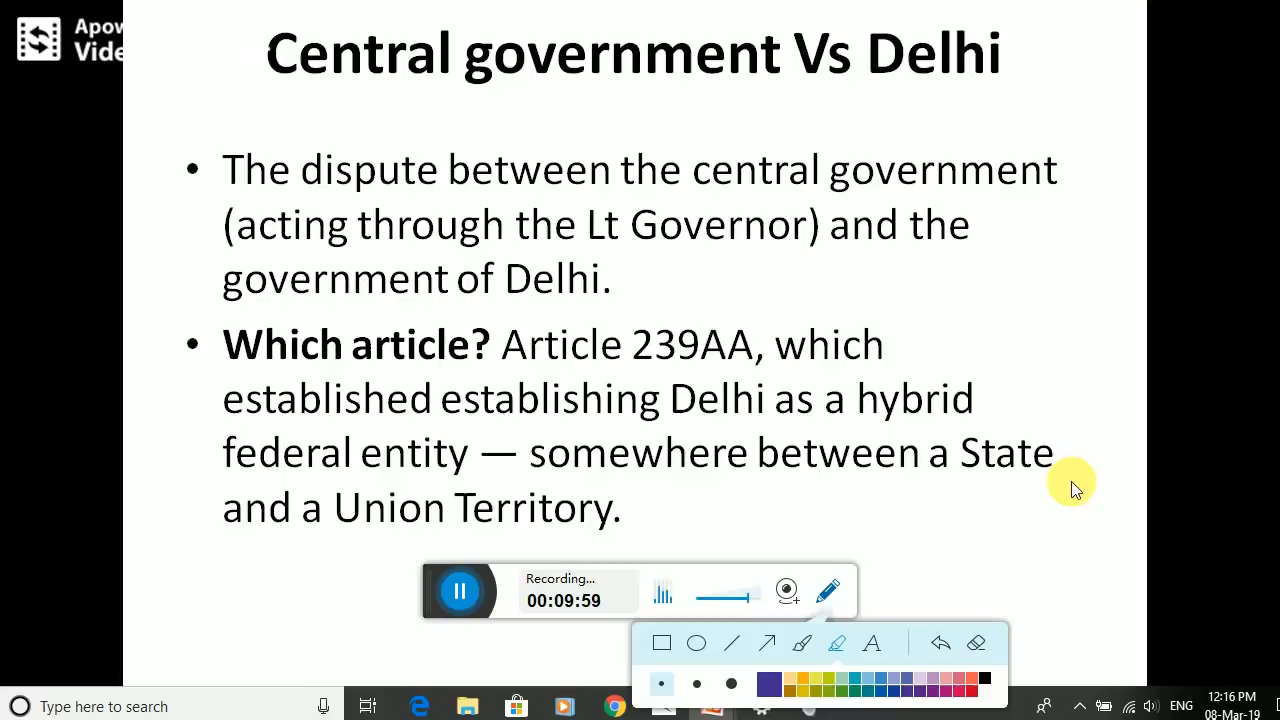 Apow
Vide
Central government Vs Delhi
• The dispute between the central government
(acting through the Lt Governor) and the
government of Delhi.
• Which article? Article 239AA, which
established establishing Delhi as a hybrid
federal entity — somewhere between a State
and a Union Territory.
Recording...
00:09:59
A
Type here to search
ENG
12:16 PM
08-Mar-19